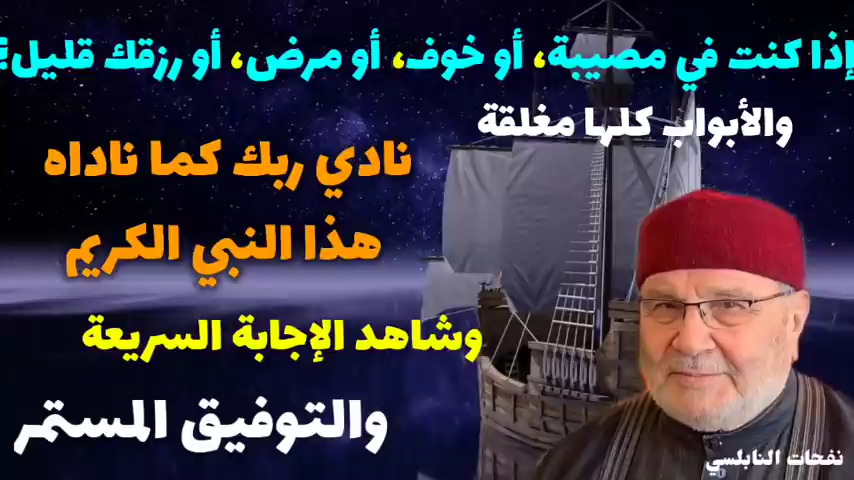 إذا كنت في مصيبة، أو خوف، أو مرض، أو رزقك قليل!
والأبواب كلها مغلقة
نادي ربك كما ناداه
هذا النبي الكريم
وشاهد الإجابة السريعة
والتوفيق المستمر
نفحات النابلسي